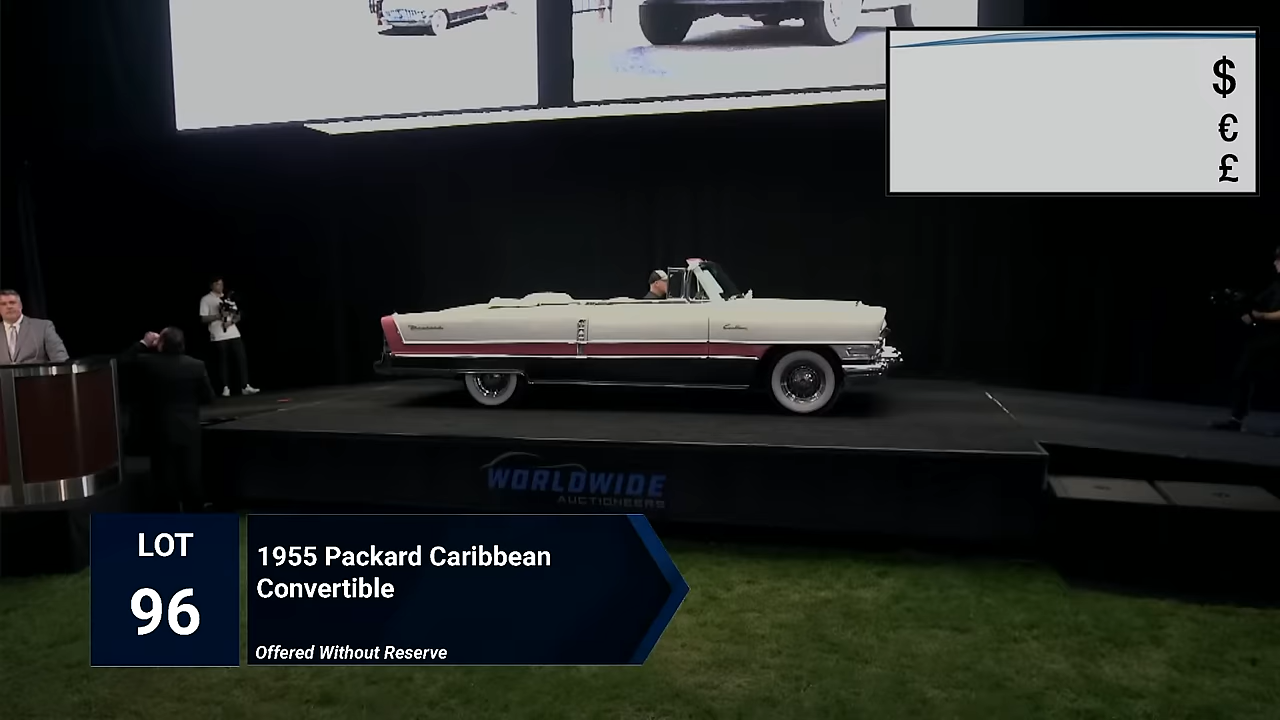 $
€
£
WORLDWIDE
AUCTIONEERS
LOT
96
1955 Packard Caribbean
Convertible
Offered Without Reserve